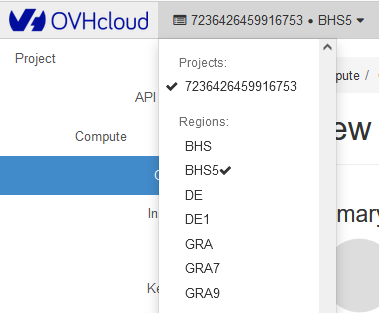 OVHcloud
7236426459916753 • BHS5
Project
Projects:
7236426459916753
API
Regions:
Compute
BHS
BHS5
DE
In
DE1
GRA
GRA7
Ke
GRA9
pute /
ew
mary